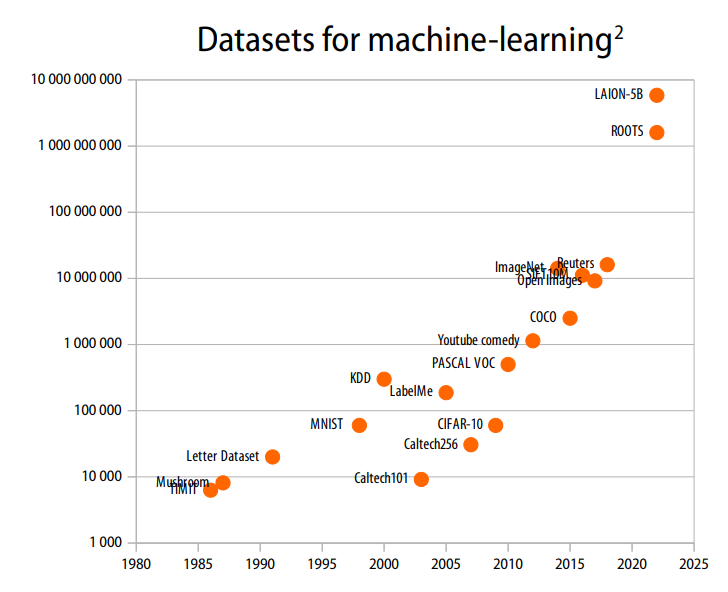 Datasets for machine-learning²
10 000 000 000
LAION-5B
ROOTS
1 000 000 000
100 000 000
Reuters
ImageNet
SIFT10M
10 000 000
Open Images
COCO
1 000 000
Youtube comedy
PASCAL VOC
KDD
LabelMe
100 000
MNIST
CIFAR-10
Caltech256
Letter Dataset
10 000
Caltech101
Mushroom
TIMIT
1 000
1980 1985 1990 1995 2000 2005 2010 2015 2020 2025